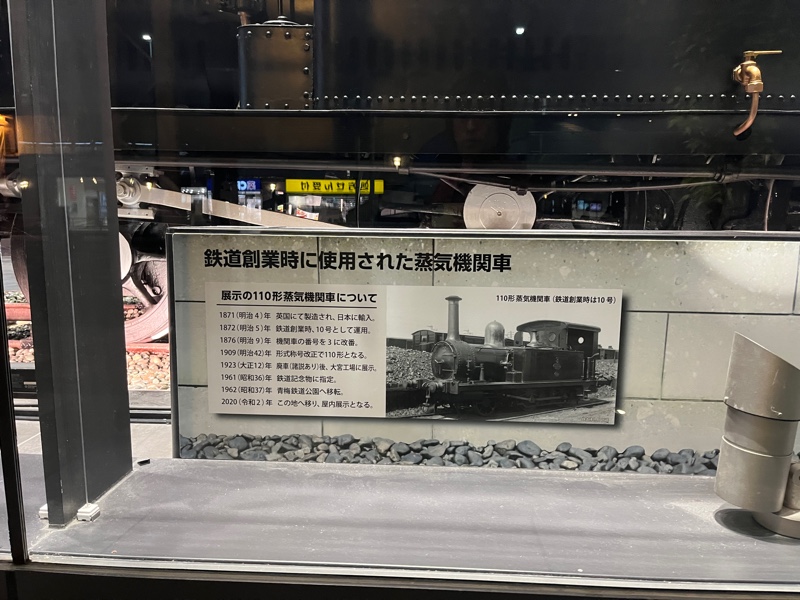 鉄道創業時に使用された蒸気機関車
展示の110形蒸気機関車について
1871(明治4)年 英国にて製造され、日本に輸入。
1872(明治5)年 鉄道創業時、10号として運用。
1876(明治9)年 機関車の番号を3に改番。
1909(明治42)年 形式称号改正で110形となる。
1923(大正12)年 廃車(諸説あり)後、大宮工場に展示。
1961(昭和36)年 鉄道記念物に指定。
1962(昭和37)年 青梅鉄道公園へ移転。
2020(令和2)年 この地へ移り、屋内展示となる。
110形蒸気機関車(鉄道創業時は10号)